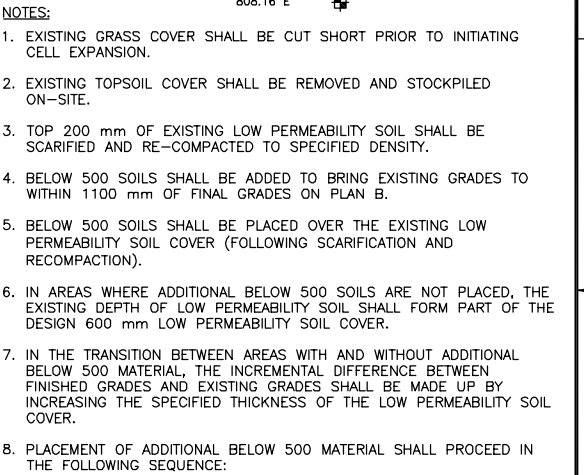 808.16 E
NOTES:
1. EXISTING GRASS COVER SHALL BE CUT SHORT PRIOR TO INITIATING
CELL EXPANSION.
2. EXISTING TOPSOIL COVER SHALL BE REMOVED AND STOCKPILED
ON-SITE.
3. TOP 200 mm OF EXISTING LOW PERMEABILITY SOIL SHALL BE
SCARIFIED AND RE-COMPACTED TO SPECIFIED DENSITY.
4. BELOW 500 SOILS SHALL BE ADDED TO BRING EXISTING GRADES TO
WITHIN 1100 mm OF FINAL GRADES ON PLAN B.
5. BELOW 500 SOILS SHALL BE PLACED OVER THE EXISTING LOW
PERMEABILITY SOIL COVER (FOLLOWING SCARIFICATION AND
RECOMPACTION).
6. IN AREAS WHERE ADDITIONAL BELOW 500 SOILS ARE NOT PLACED, THE
EXISTING DEPTH OF LOW PERMEABILITY SOIL SHALL FORM PART OF THE
DESIGN 600 mm LOW PERMEABILITY SOIL COVER.
7. IN THE TRANSITION BETWEEN AREAS WITH AND WITHOUT ADDITIONAL
BELOW 500 MATERIAL, THE INCREMENTAL DIFFERENCE BETWEEN
FINISHED GRADES AND EXISTING GRADES SHALL BE MADE UP BY
INCREASING THE SPECIFIED THICKNESS OF THE LOW PERMEABILITY SOIL
COVER.
8. PLACEMENT OF ADDITIONAL BELOW 500 MATERIAL SHALL PROCEED IN
THE FOLLOWING SEQUENCE: